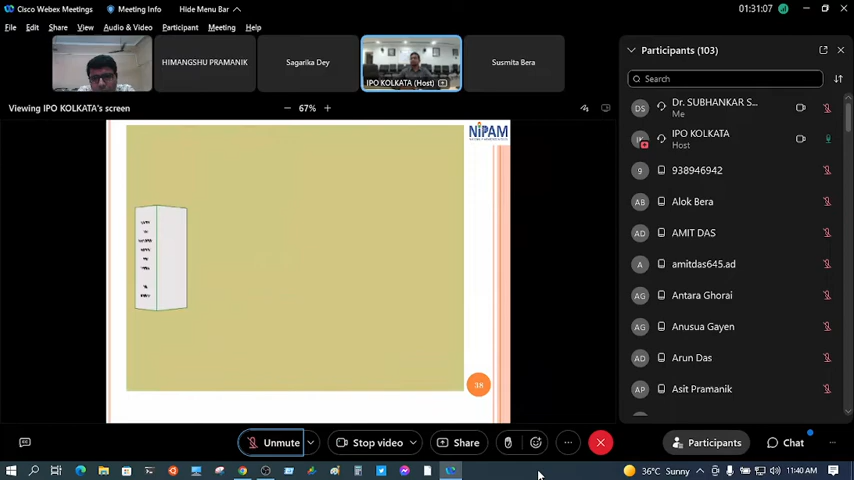 Cisco Webex Meetings
Meeting Info
Hide Menu Bar
01:31:07
File Edit Share View Audio & Video Participant Meeting Help
HIMANGSHU PRAMANIK
Sagarika Dey
IPO KOLKATA (Host)
Susmita Bera
Participants (103)
Viewing IPO KOLKATA's screen
67%
Search
DS Dr. SUBHANKAR S...
Me
IPO KOLKATA
Host
9 938946942
AB Alok Bera
AD AMIT DAS
A amitdas645.ad
AG Antara Ghorai
AG Anusua Gayen
AD Arun Das
AP Asit Pramanik
NIPAM
38
Unmute
Stop video
Share
Participants
Chat
36°C Sunny
11:40 AM